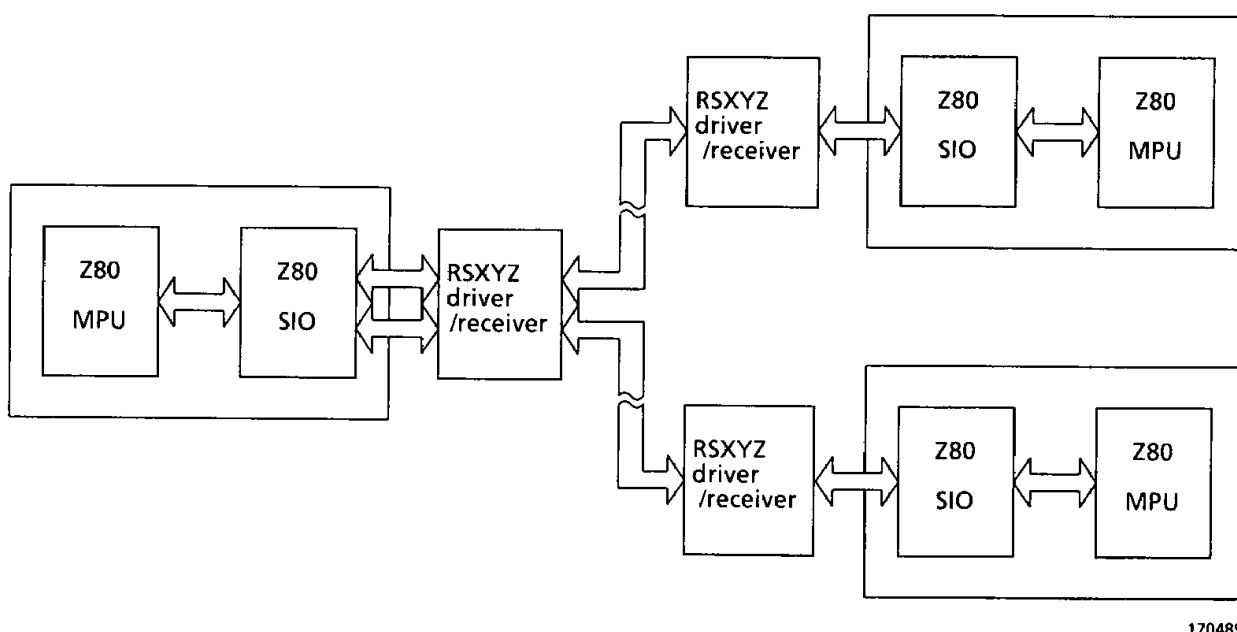 RSXYZ
driver
/receiver
Z80
SIO
Z80
MPU
Z80
MPU
Z80
SIO
RSXYZ
driver
/receiver
RSXYZ
driver
/receiver
Z80
SIO
Z80
MPU
170489